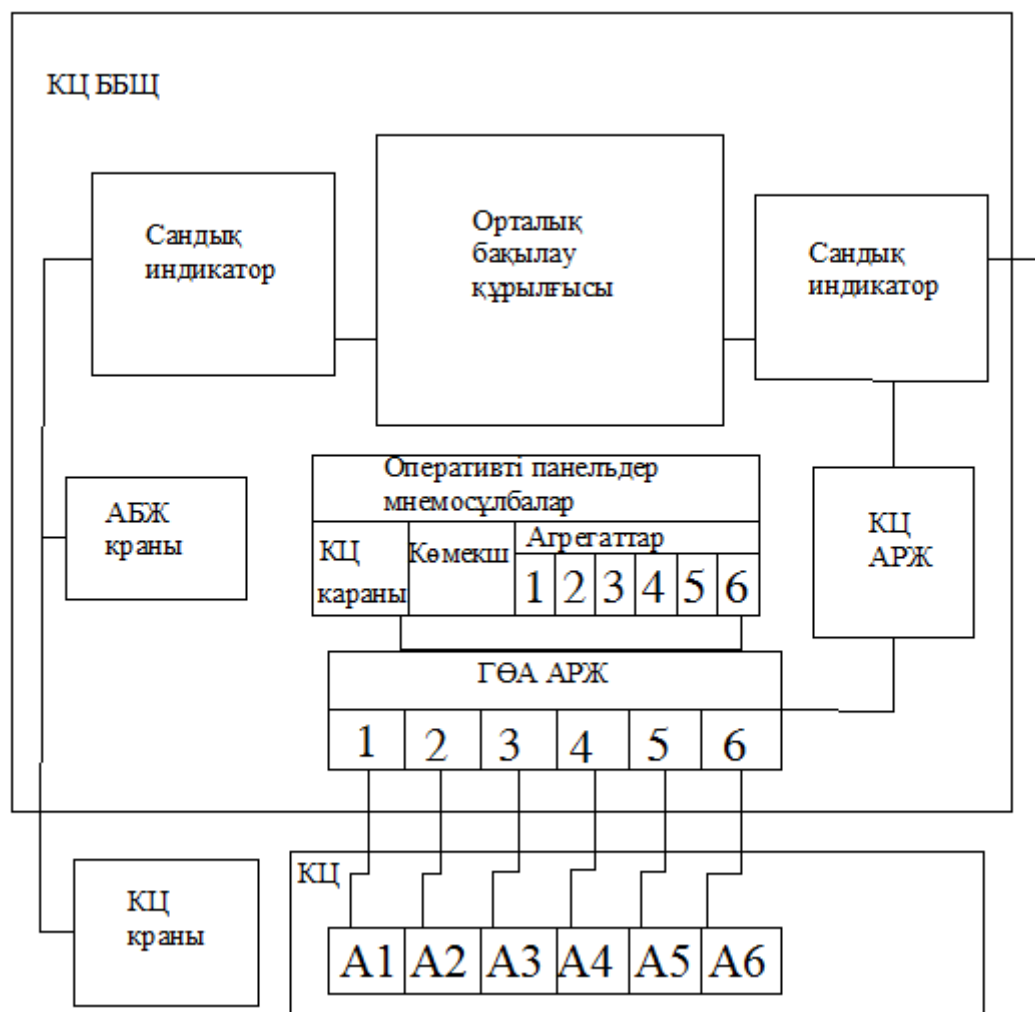 КЦ ББЩ
Сандық
индикатор
Орталық
бақылау
құрылғысы
Сандық
индикатор
АБЖ
краны
Оперативті панельдер
мнемосұлбалар
КЦ
караны
Көмекш
Агрегаттар
1 2 3 4 5 6
КЦ
АРЖ
ГӨА АРЖ
1 2 3 4 5 6
КЦ
краны
КЦ
А1 А2 А3 А4 А5 А6